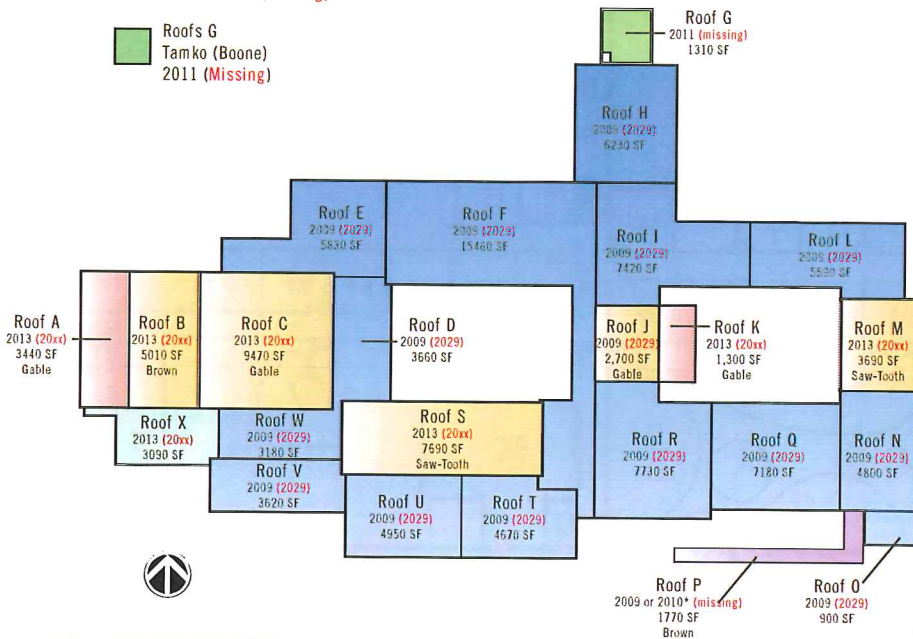 Roofs G
Tamko (Boone)
2011 (Missing)
Roof G
2011 (missing)
1310 SF
Roof H
2009 (2029)
6230 SF
Roof E
2009 (2029)
5830 SF
Roof F
2009 (2029)
15460 SF
Roof I
2009 (2029)
7420 SF
Roof L
2009 (2029)
5590 SF
Roof A
2013 (20xx)
3440 SF
Gable
Roof B
2013 (20xx)
5010 SF
Brown
Roof C
2013 (20xx)
9470 SF
Gable
Roof D
2009 (2029)
3660 SF
Roof J
2009 (2029)
2,700 SF
Gable
Roof K
2013 (20xx)
1,300 SF
Gable
Roof M
2013 (20xx)
3690 SF
Saw-Tooth
Roof X
2013 (20xx)
3090 SF
Roof W
2009 (2029)
3180 SF
Roof S
2013 (20xx)
7690 SF
Saw-Tooth
Roof R
2009 (2029)
7730 SF
Roof Q
2009 (2029)
7180 SF
Roof N
2009 (2029)
4800 SF
Roof V
2009 (2029)
3620 SF
Roof U
2009 (2029)
4950 SF
Roof T
2009 (2029)
4670 SF
Roof P
2009 or 2010* (missing)
1770 SF
Brown
Roof O
2009 (2029)
900 SF